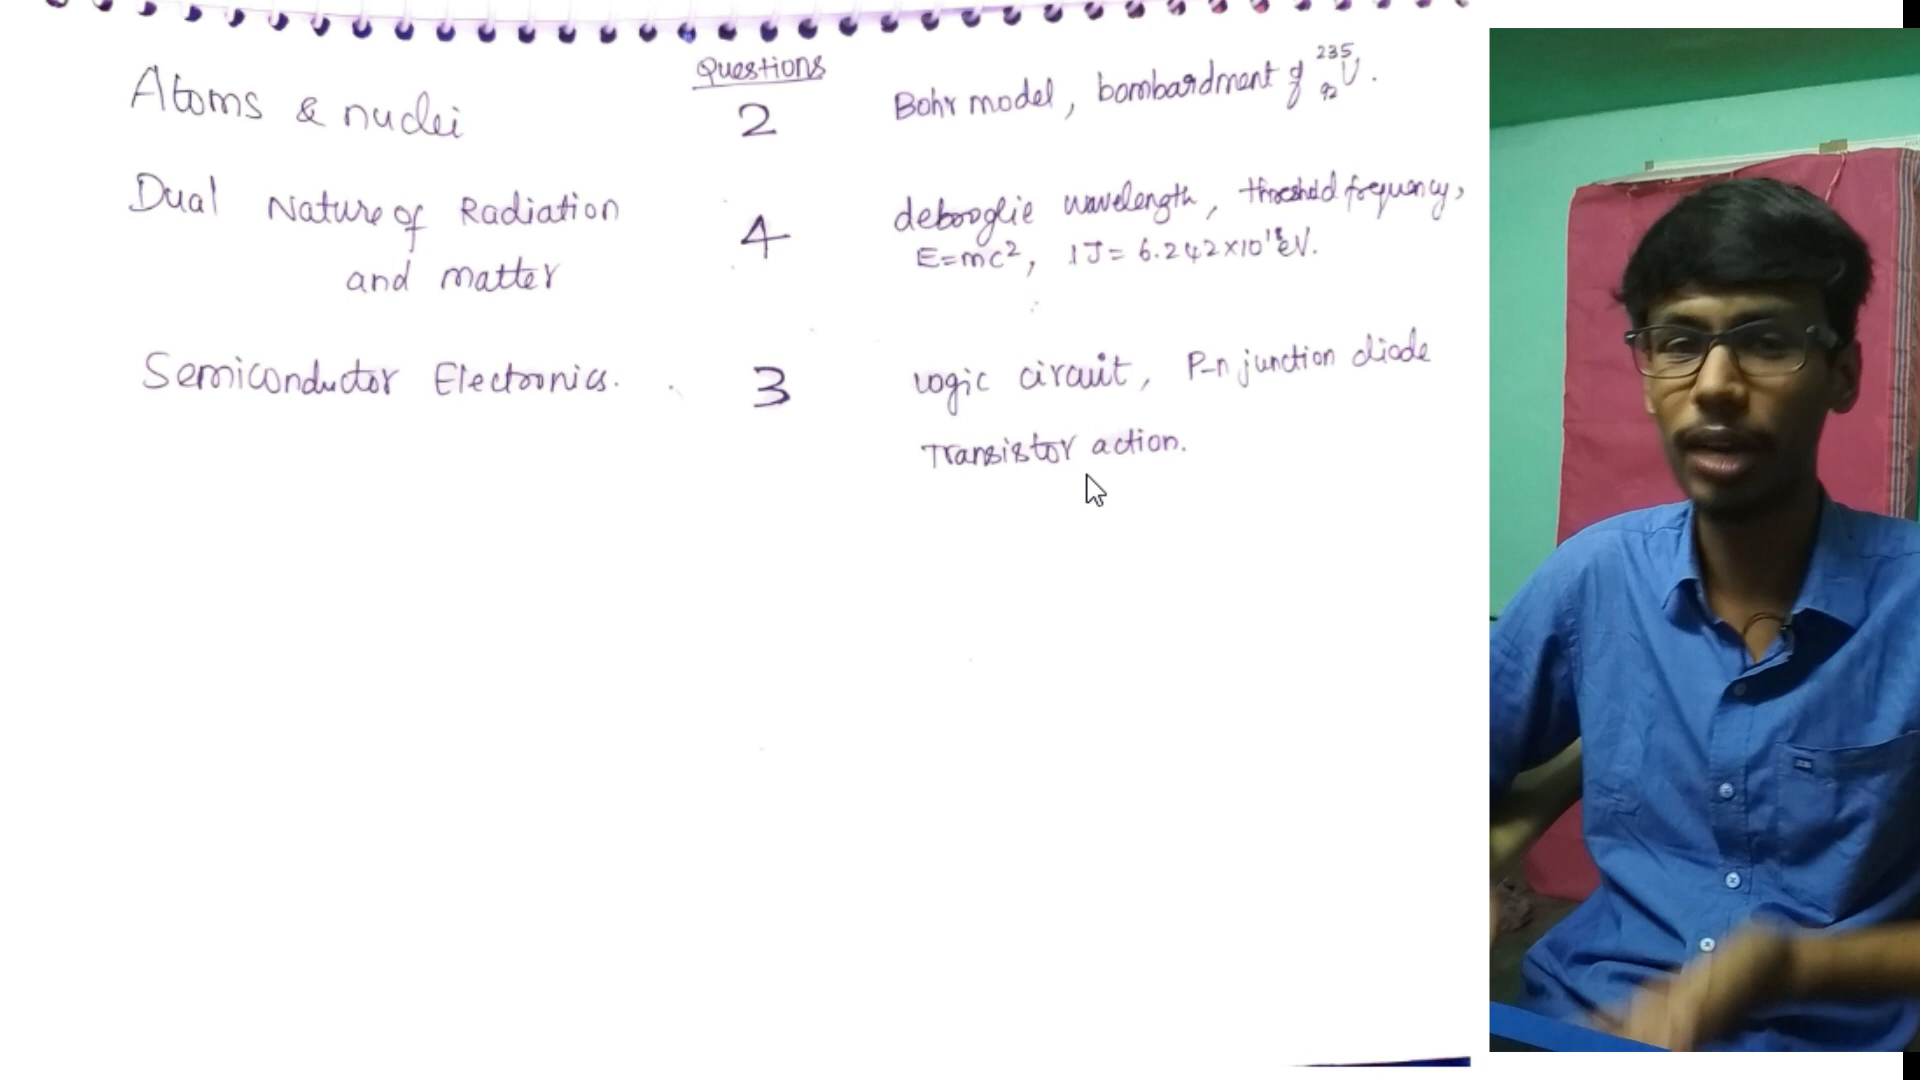 Questions
Atoms & nuclei 2 Bohr model, bombardment of ²³⁵₉₂U.
Dual Nature of Radiation 4 debroglie wavelength, threshold frequency,
and matter E=mc², 1J = 6.242×10¹⁸eV.
Semiconductor Electronics. 3 logic circuit, P-n junction diode
Transistor action.